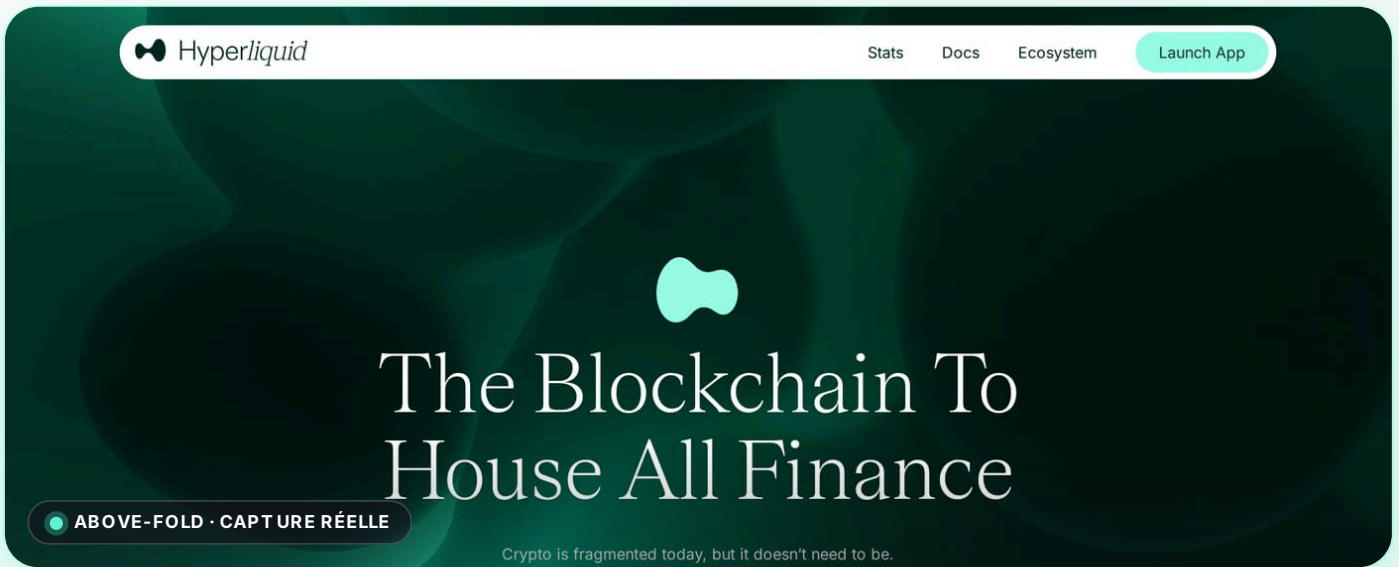 Hyperliquid
Stats Docs Ecosystem Launch App
The Blockchain To
House All Finance
ABOVE-FOLD · CAPTURE RÉELLE
Crypto is fragmented today, but it doesn’t need to be.